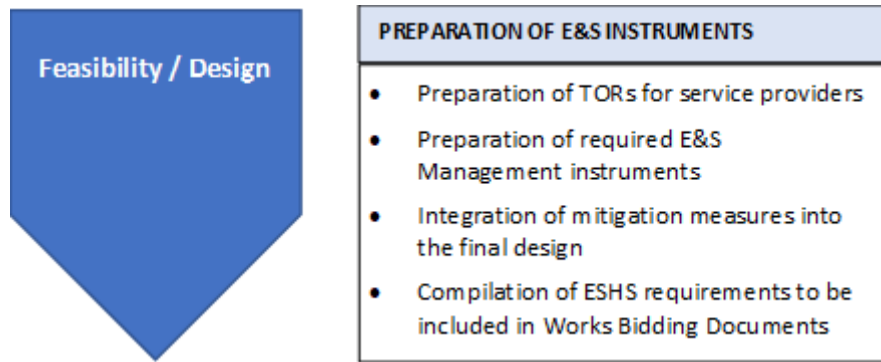 Feasibility / Design
PREPARATION OF E&S INSTRUMENTS
• Preparation of TORs for service providers
• Preparation of required E&S
Management instruments
• Integration of mitigation measures into
the final design
• Compilation of ESHS requirements to be
included in Works Bidding Documents